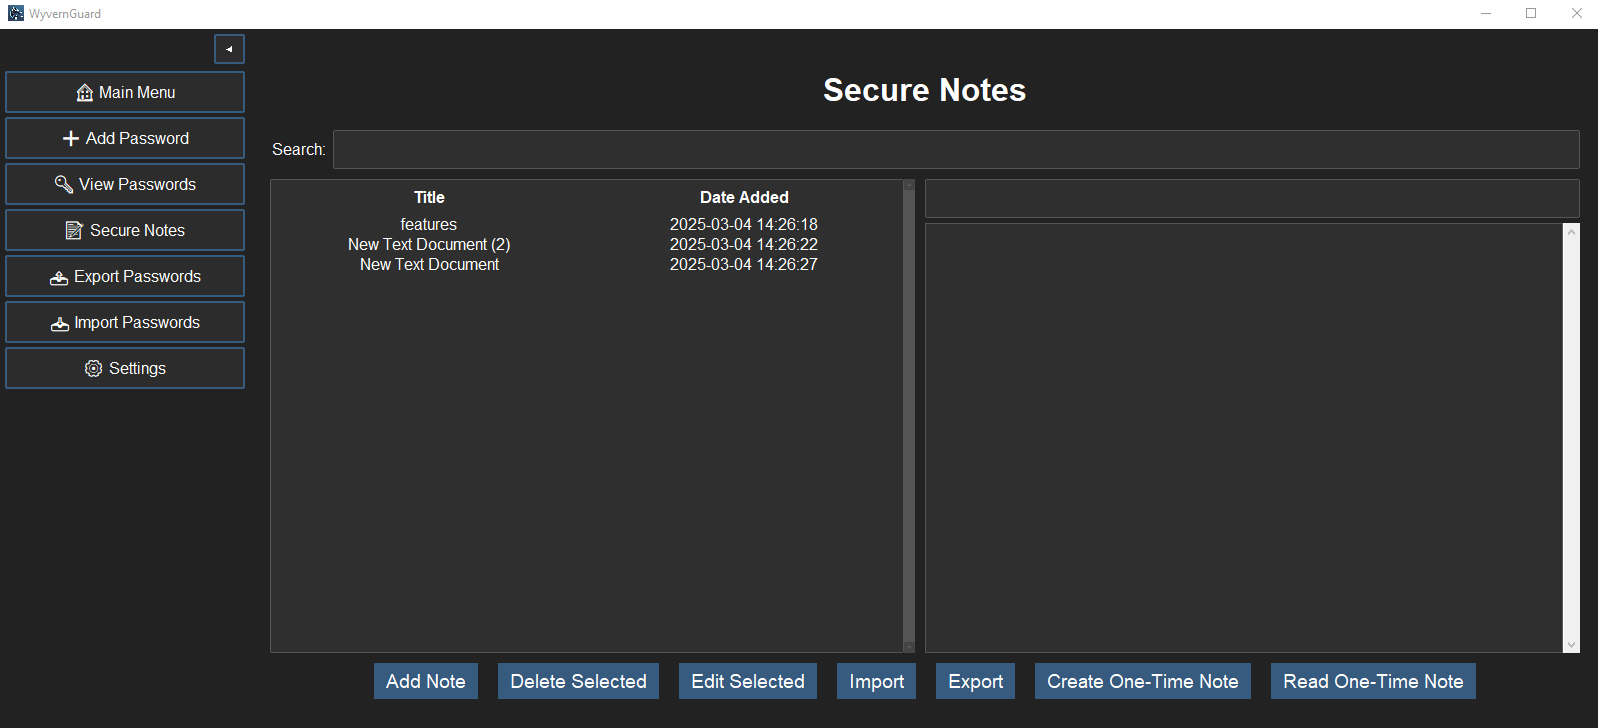 WyvernGuard
Main Menu
Add Password
View Passwords
Secure Notes
Export Passwords
Import Passwords
Settings
Secure Notes
Search:
Title Date Added
features 2025-03-04 14:26:18
New Text Document (2) 2025-03-04 14:26:22
New Text Document 2025-03-04 14:26:27
Add Note Delete Selected Edit Selected Import Export Create One-Time Note Read One-Time Note